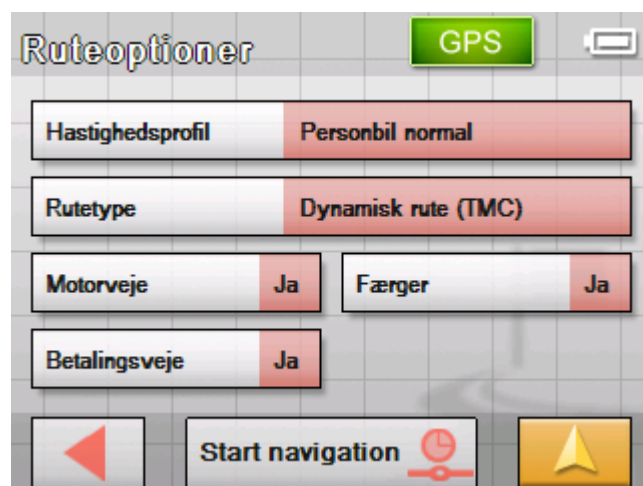 Ruteoptioner GPS
Hastighedsprofil Personbil normal
Rutetype Dynamisk rute (TMC)
Motorveje Ja Færger Ja
Betalingsveje Ja
Start navigation